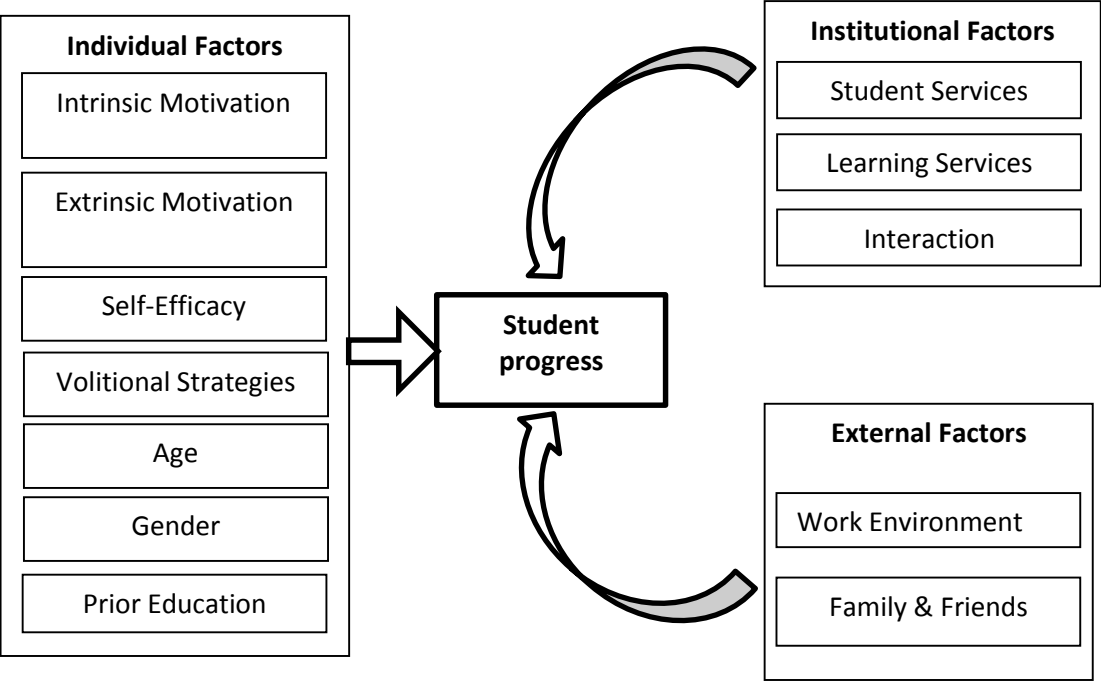 Individual Factors
Intrinsic Motivation
Extrinsic Motivation
Self-Efficacy
Volitional Strategies
Age
Gender
Prior Education
Student
progress
Institutional Factors
Student Services
Learning Services
Interaction
External Factors
Work Environment
Family & Friends